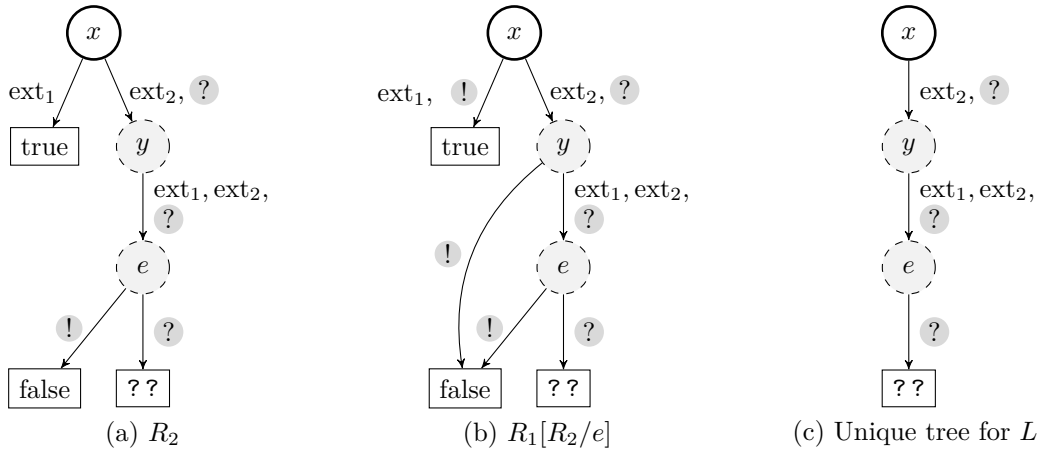 x x x
ext₁ ext₂, ? ext₁, ! ext₂, ? ext₂, ?
true y true y y
ext₁, ext₂, ext₁, ext₂, ext₁, ext₂,
? ? ?
! e e e
! ? ! ? ?
false ?? false ?? ??
(a) R₂ (b) R₁[R₂/e] (c) Unique tree for L